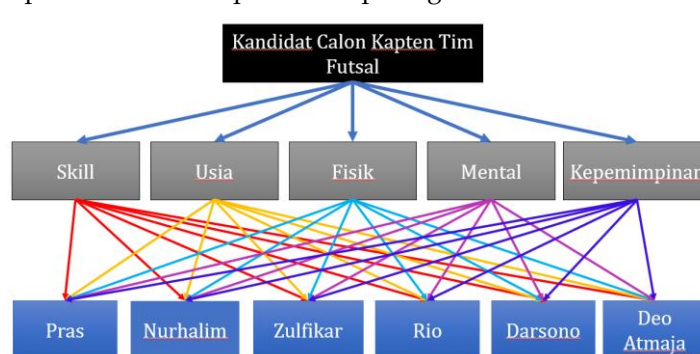 Kandidat Calon Kapten Tim
Futsal
Skill
Usia
Fisik
Mental
Kepemimpinan
Pras
Nurhalim
Zulfikar
Rio
Darsono
Deo
Atmaja